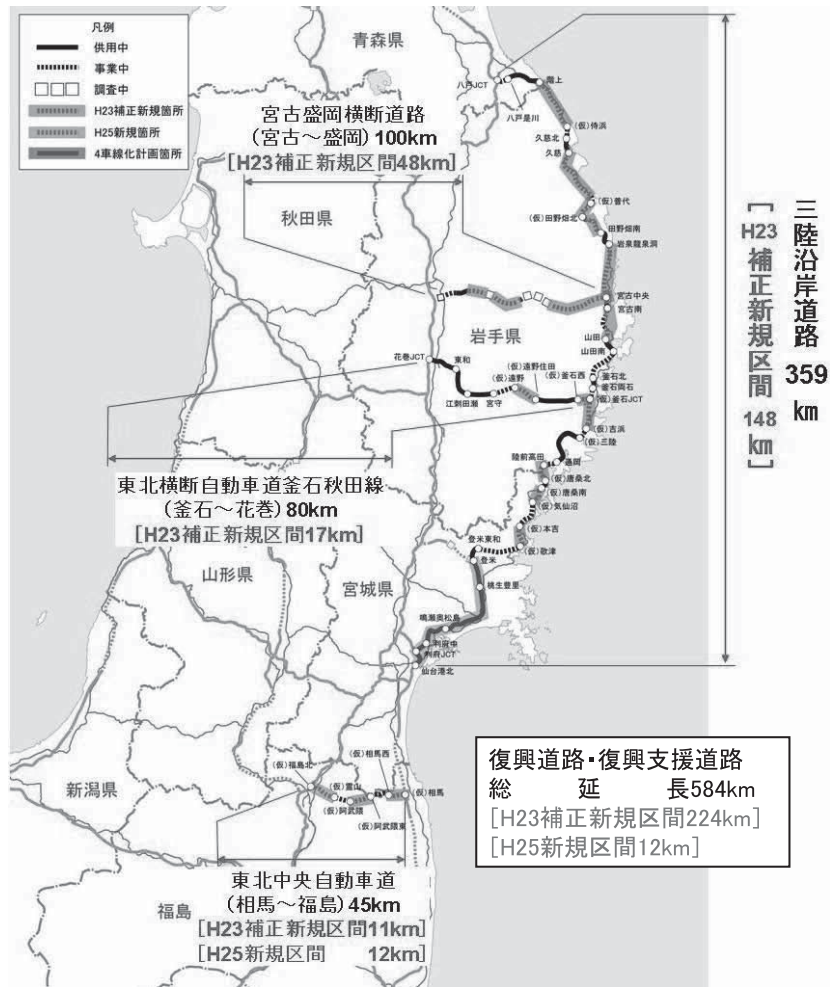 凡例
供用中
事業中
調査中
H23補正新規箇所
H25新規箇所
4車線化計画箇所
青森県
八戸JCT
階上
八戸是川
(仮)侍浜
久慈北
久慈
宮古盛岡横断道路
(宮古～盛岡)100km
[H23補正新規区間48km]
秋田県
(仮)普代
(仮)田野畑北
田野畑南
岩泉龍泉洞
三陸沿岸道路 359km
[H23補正新規区間 148km]
宮古中央
宮古南
岩手県
山田
山田南
花巻JCT
東和
(仮)遠野住田
(仮)釜石西
(仮)遠野
釜石北
釜石両石
(仮)釜石JCT
江刺田瀬
宮守
(仮)吉浜
(仮)三陸
陸前高田
通岡
(仮)唐桑北
(仮)唐桑南
(仮)気仙沼
東北横断自動車道釜石秋田線
(釜石～花巻)80km
[H23補正新規区間17km]
(仮)本吉
(仮)歌津
登米東和
登米
山形県
宮城県
桃生豊里
鳴瀬奥松島
利府中
利府JCT
仙台港北
復興道路・復興支援道路
総延長584km
[H23補正新規区間224km]
[H25新規区間12km]
新潟県
(仮)福島北
(仮)相馬西
(仮)霊山
(仮)相馬
(仮)阿武隈
(仮)阿武隈東
東北中央自動車道
(相馬～福島)45km
[H23補正新規区間11km]
[H25新規区間 12km]
福島